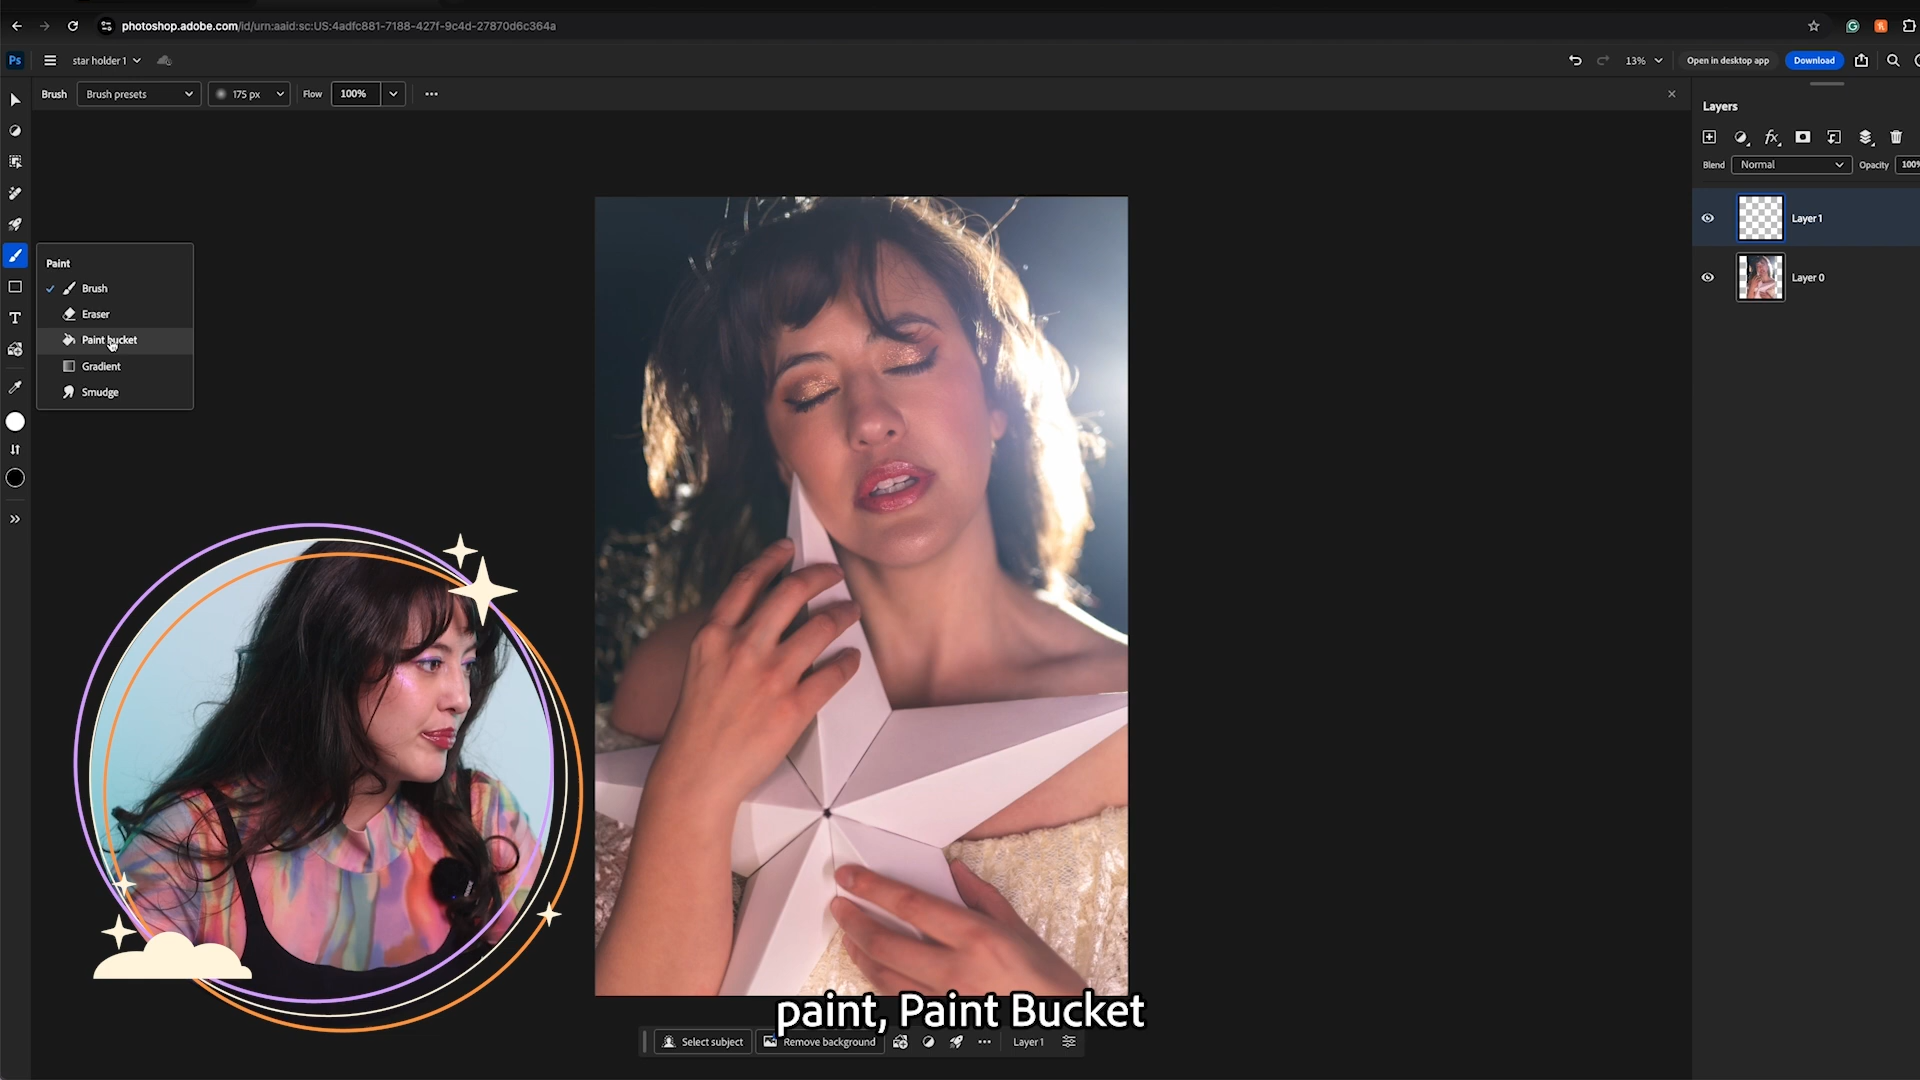 photoshop.adobe.com/id/urn:aaid:sc:US:4adfc881-7188-427f-9c4d-27870d6c364a
Ps star holder 1 13% Open in desktop app Download
Brush Brush presets 175 px Flow 100%
Layers
Blend Normal Opacity 100%
Layer 1
Layer 0
Paint
Brush
Eraser
Paint bucket
Gradient
Smudge
T
paint, Paint Bucket
Select subject Remove background Layer 1